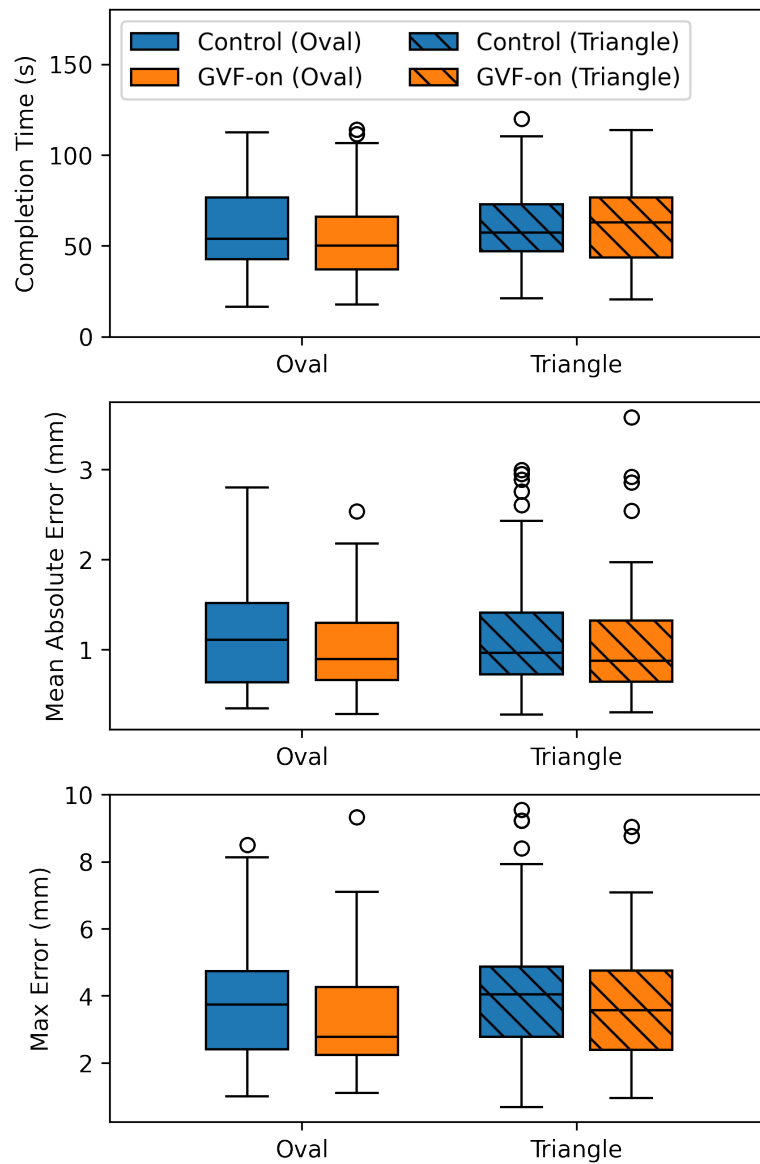 Completion Time (s)
150
100
50
0
Control (Oval)
GVF-on (Oval)
Control (Triangle)
GVF-on (Triangle)
Oval
Triangle
Mean Absolute Error (mm)
3
2
1
Oval
Triangle
Max Error (mm)
10
8
6
4
2
Oval
Triangle